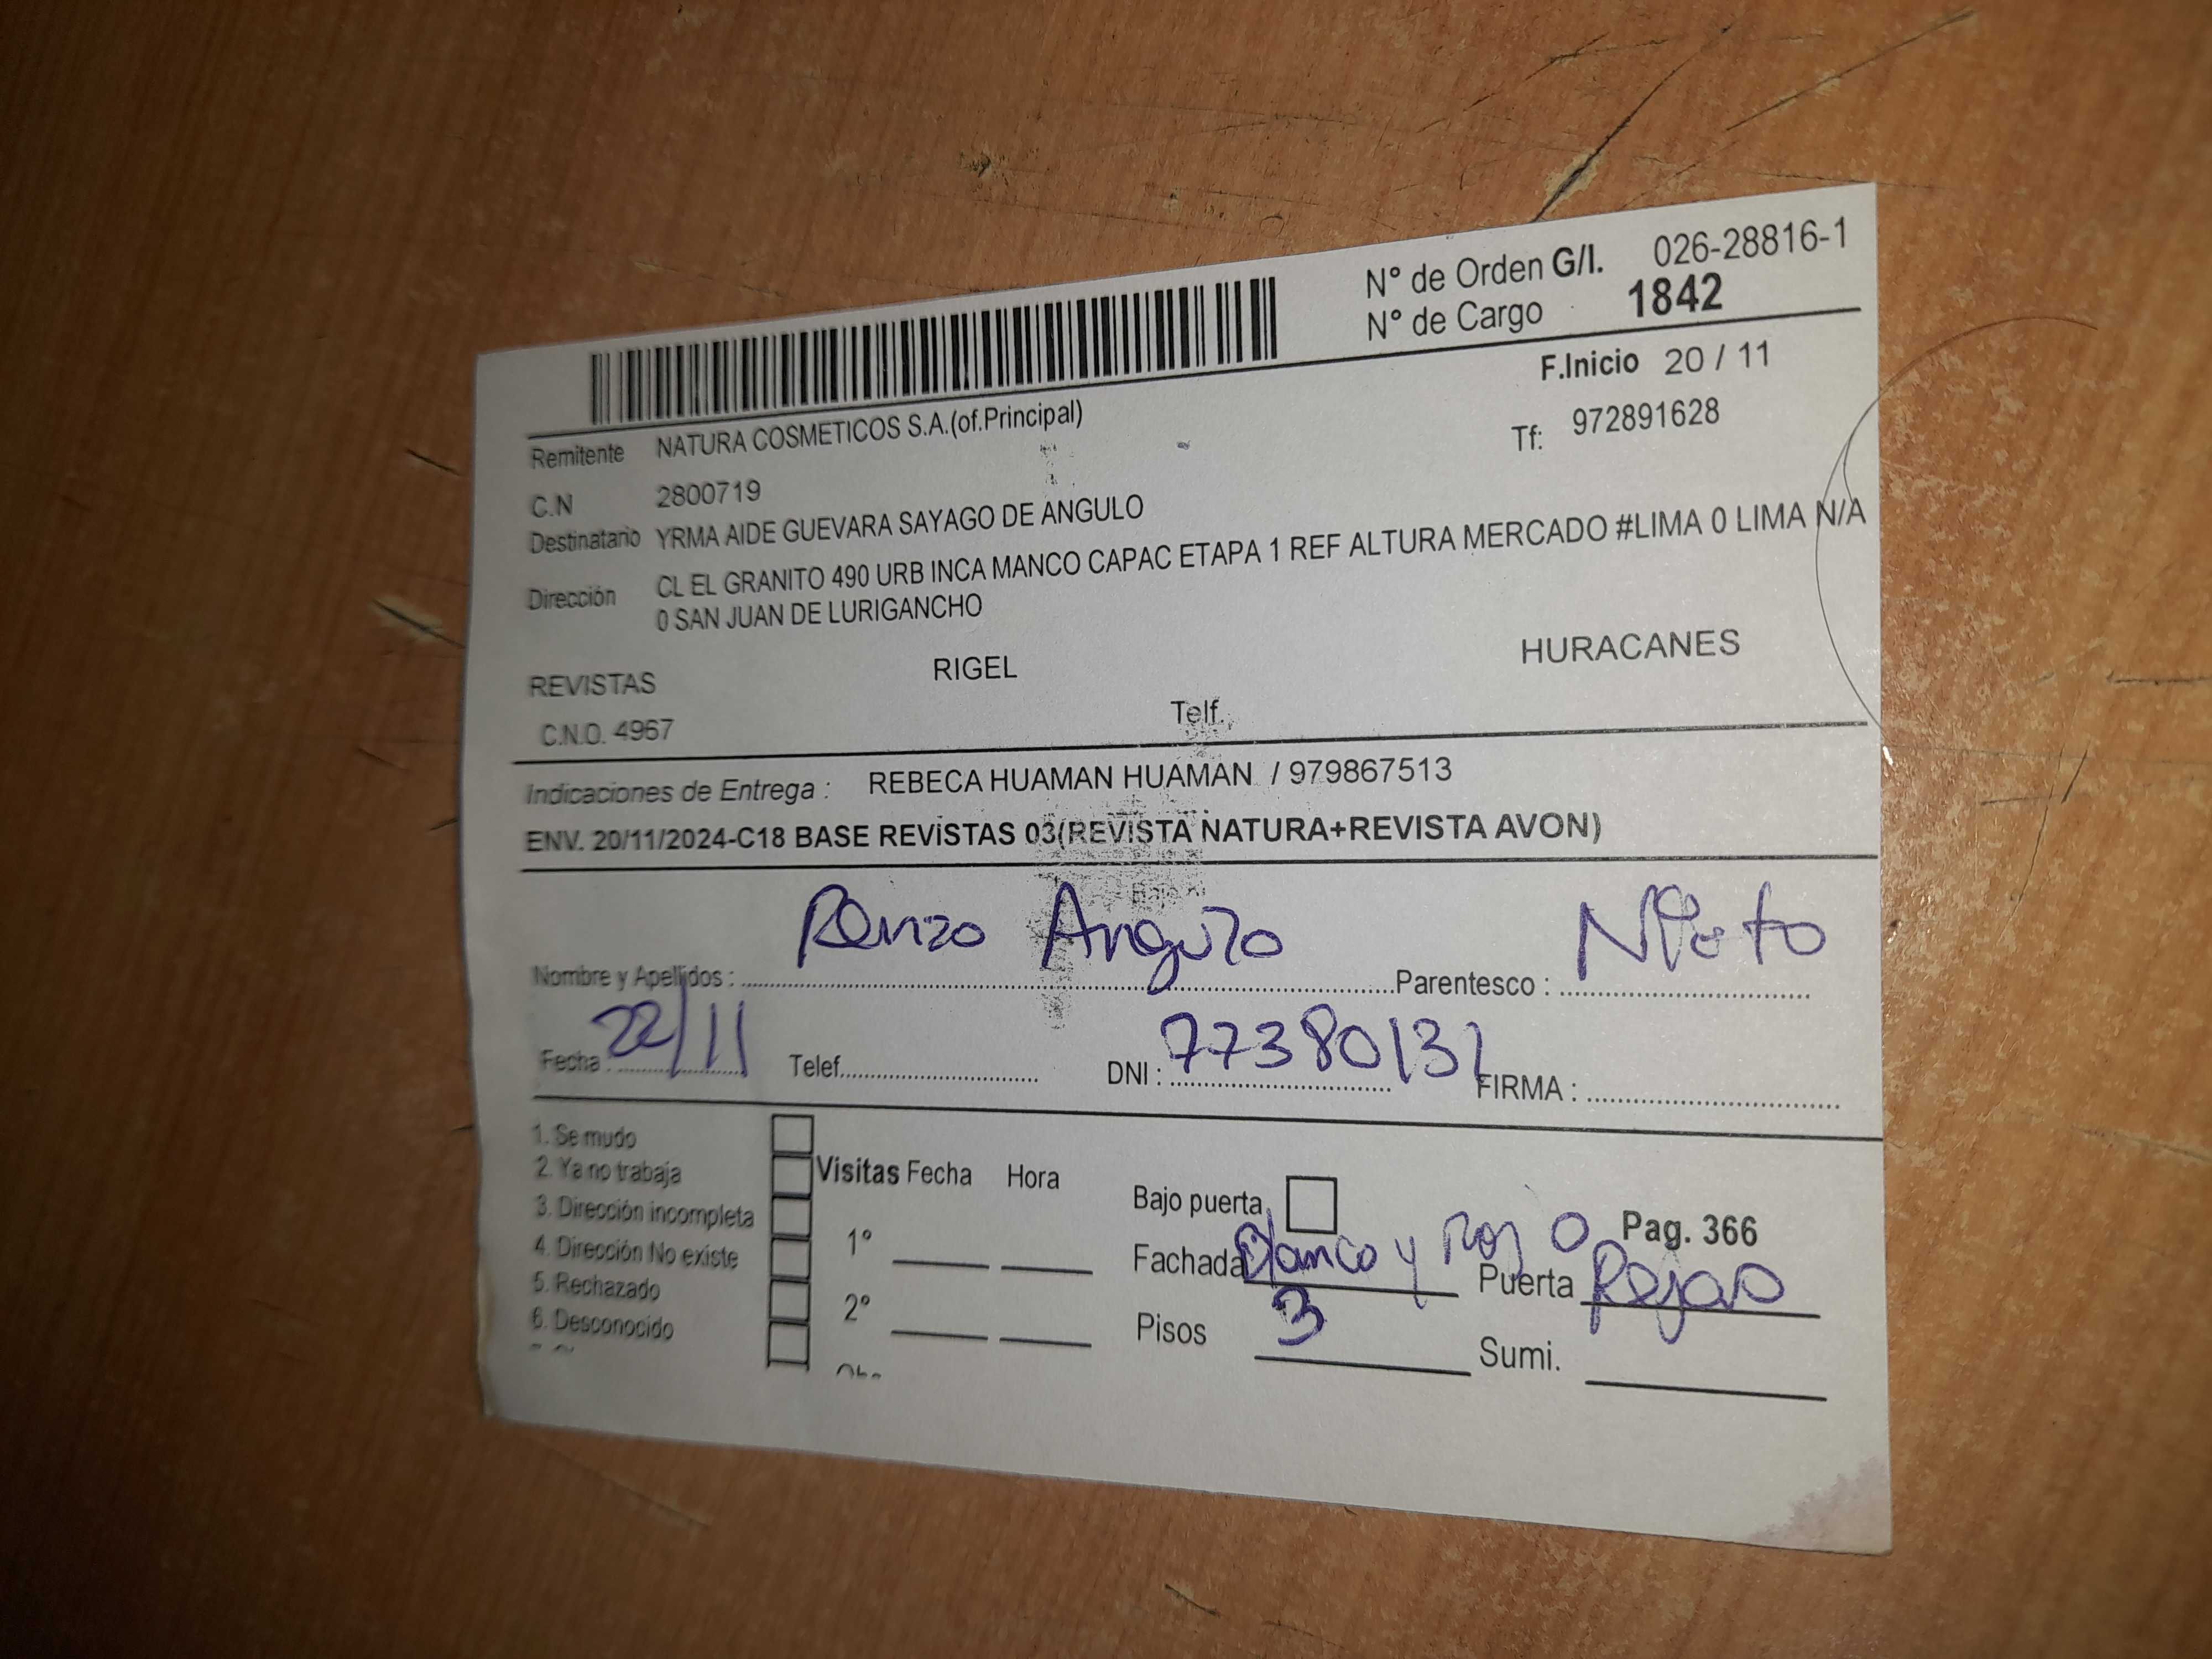 N° de Orden G/I. 026-28816-1
N° de Cargo 1842
F.Inicio 20 / 11
Remitente NATURA COSMETICOS S.A.(of.Principal)
Tf: 972891628
C.N 2800719
Destinatario YRMA AIDE GUEVARA SAYAGO DE ANGULO
Dirección CL EL GRANITO 490 URB INCA MANCO CAPAC ETAPA 1 REF ALTURA MERCADO #LIMA 0 LIMA N/A
0 SAN JUAN DE LURIGANCHO
REVISTAS RIGEL HURACANES
C.N.O. 4967 Telf.
Indicaciones de Entrega : REBECA HUAMAN HUAMAN / 979867513
ENV. 20/11/2024-C18 BASE REVISTAS 03(REVISTA NATURA+REVISTA AVON)
Nombre y Apellidos : Renzo Angulo Parentesco : Nieto
Fecha : 22/11 Telef. DNI : 77380131 FIRMA :
1. Se mudo
2. Ya no trabaja
3. Dirección incompleta
4. Dirección No existe
5. Rechazado
6. Desconocido
Visitas Fecha Hora
1°
2°
Bajo puerta
Pag. 366
Fachada Blanco y Rojo Puerta Rejas
Pisos 3 Sumi.